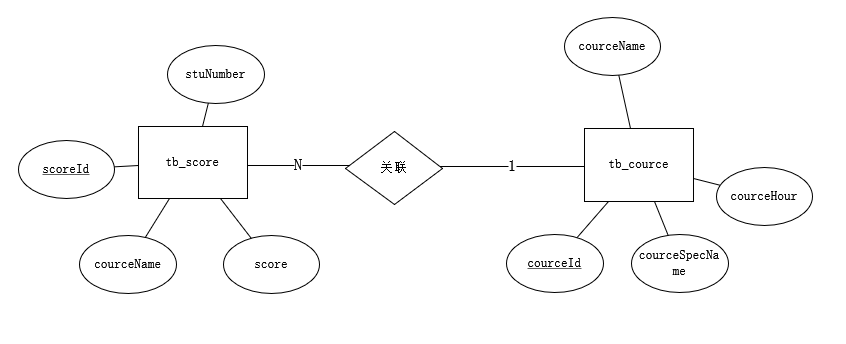 courceName
stuNumber
tb_score
N
关联
1
tb_cource
scoreId
courceHour
courceName
score
courceId
courceSpecNa
me